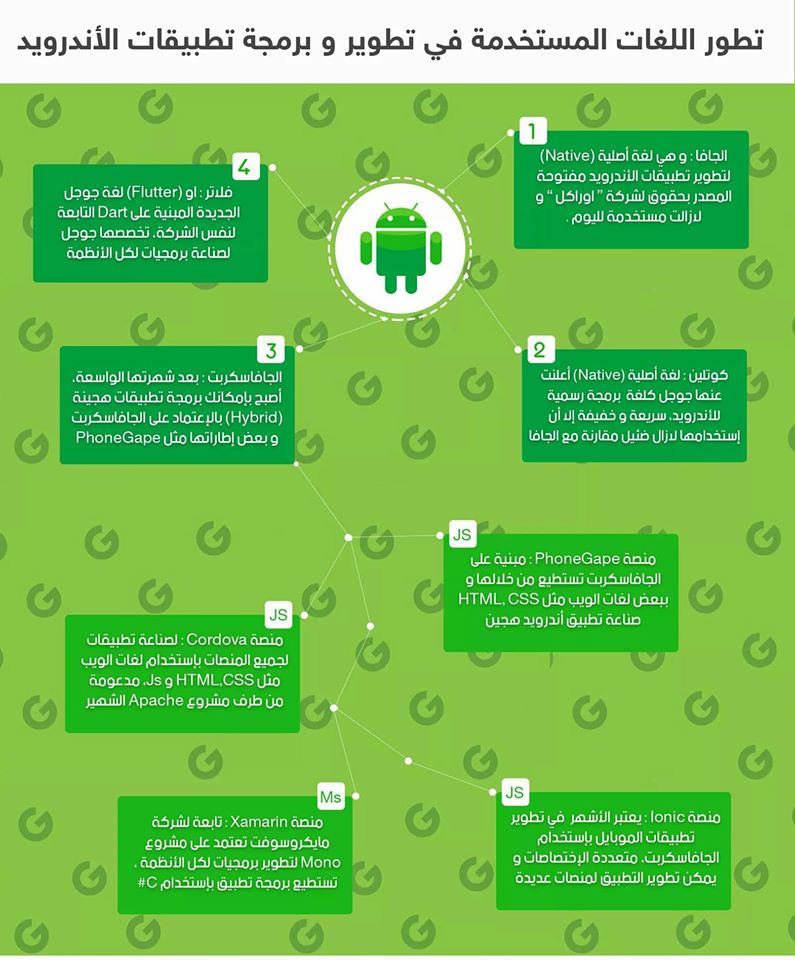 تطور اللغات المستخدمة في تطوير و برمجة تطبيقات الأندرويد
1
الجافا : و هي لغة أصلية (Native)
لتطوير تطبيقات الأندرويد مفتوحة
المصدر بحقوق لشركة " اوراكل " و
لازالت مستخدمة لليوم .
2
كوتلين : لغة أصلية (Native) أعلنت
عنها جوجل كلغة برمجة رسمية
للأندرويد، سريعة و خفيفة إلا أن
إستخدامها لازال ضئيل مقارنة مع الجافا
3
الجافاسكربت : بعد شهرتها الواسعة،
أصبح بإمكانك برمجة تطبيقات هجينة
(Hybrid) بالإعتماد على الجافاسكربت
و بعض إطاراتها مثل PhoneGape
4
فلاتر : او (Flutter) لغة جوجل
الجديدة المبنية على Dart التابعة
لنفس الشركة، تخصصها جوجل
لصناعة برمجيات لكل الأنظمة
JS
منصة PhoneGape : مبنية على
الجافاسكربت تستطيع من خلالها و
ببعض لغات الويب مثل HTML, CSS
صناعة تطبيق أندرويد هجين
JS
منصة Cordova : لصناعة تطبيقات
لجميع المنصات بإستخدام لغات الويب
مثل HTML,CSS و Js، مدعومة
من طرف مشروع Apache الشهير
JS
منصة Ionic : يعتبر الأشهر في تطوير
تطبيقات الموبايل بإستخدام
الجافاسكربت، متعددة الإختصاصات و
يمكن تطوير التطبيق لمنصات عديدة
Ms
منصة Xamarin : تابعة لشركة
مايكروسوفت تعتمد على مشروع
Mono لتطوير برمجيات لكل الأنظمة ،
تستطيع برمجة تطبيق بإستخدام C#